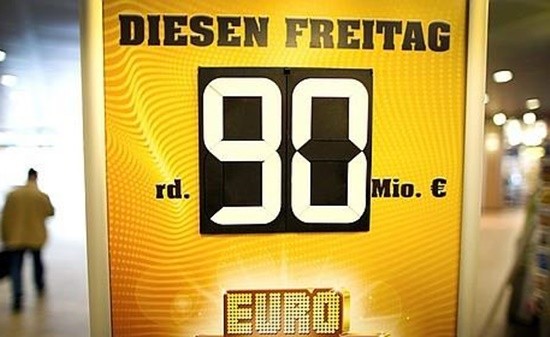 DIESEN FREITAG
rd. 90 Mio. €
EURO